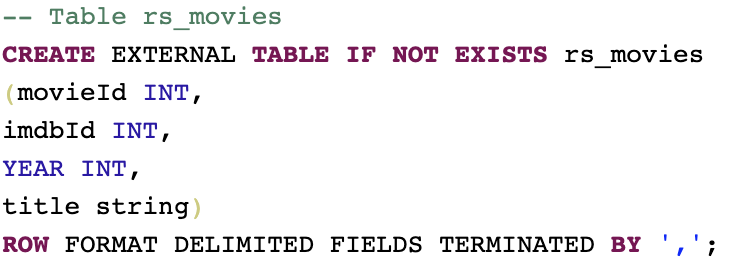 -- Table rs_movies
CREATE EXTERNAL TABLE IF NOT EXISTS rs_movies
(movieId INT,
imdbId INT,
YEAR INT,
title string)
ROW FORMAT DELIMITED FIELDS TERMINATED BY ',';